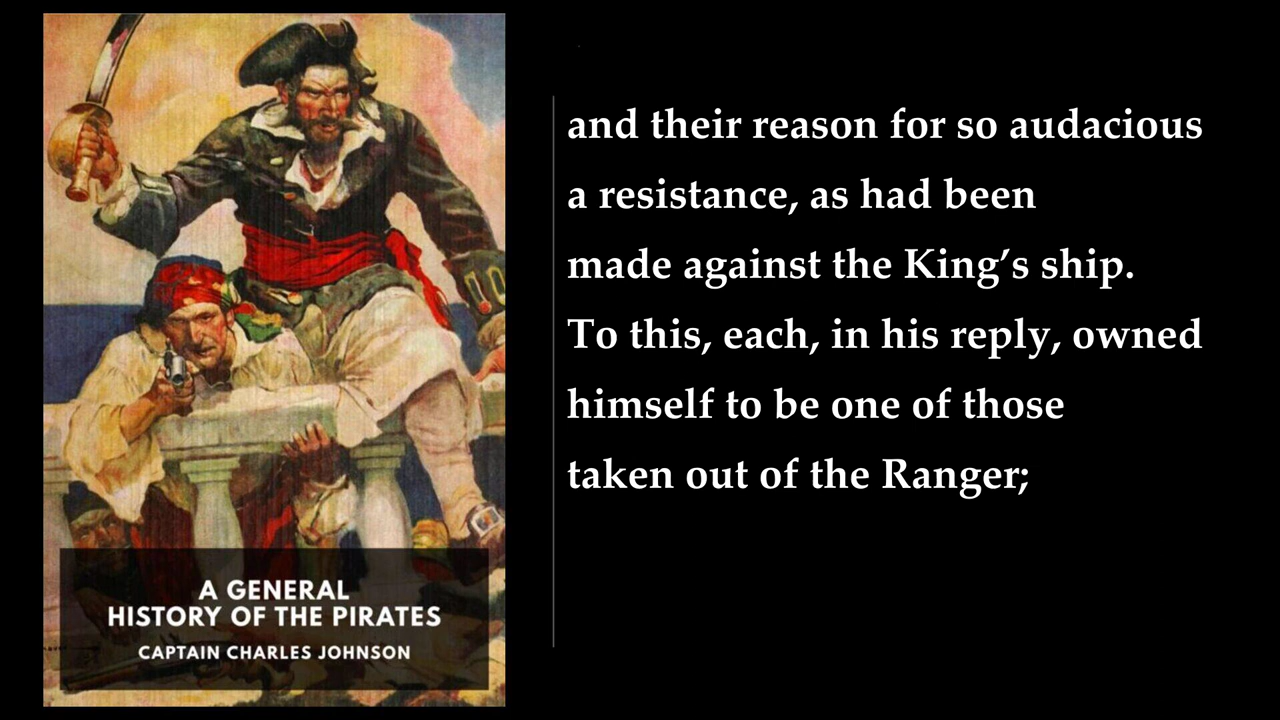 A GENERAL
HISTORY OF THE PIRATES
CAPTAIN CHARLES JOHNSON
and their reason for so audacious
a resistance, as had been
made against the King’s ship.
To this, each, in his reply, owned
himself to be one of those
taken out of the Ranger;